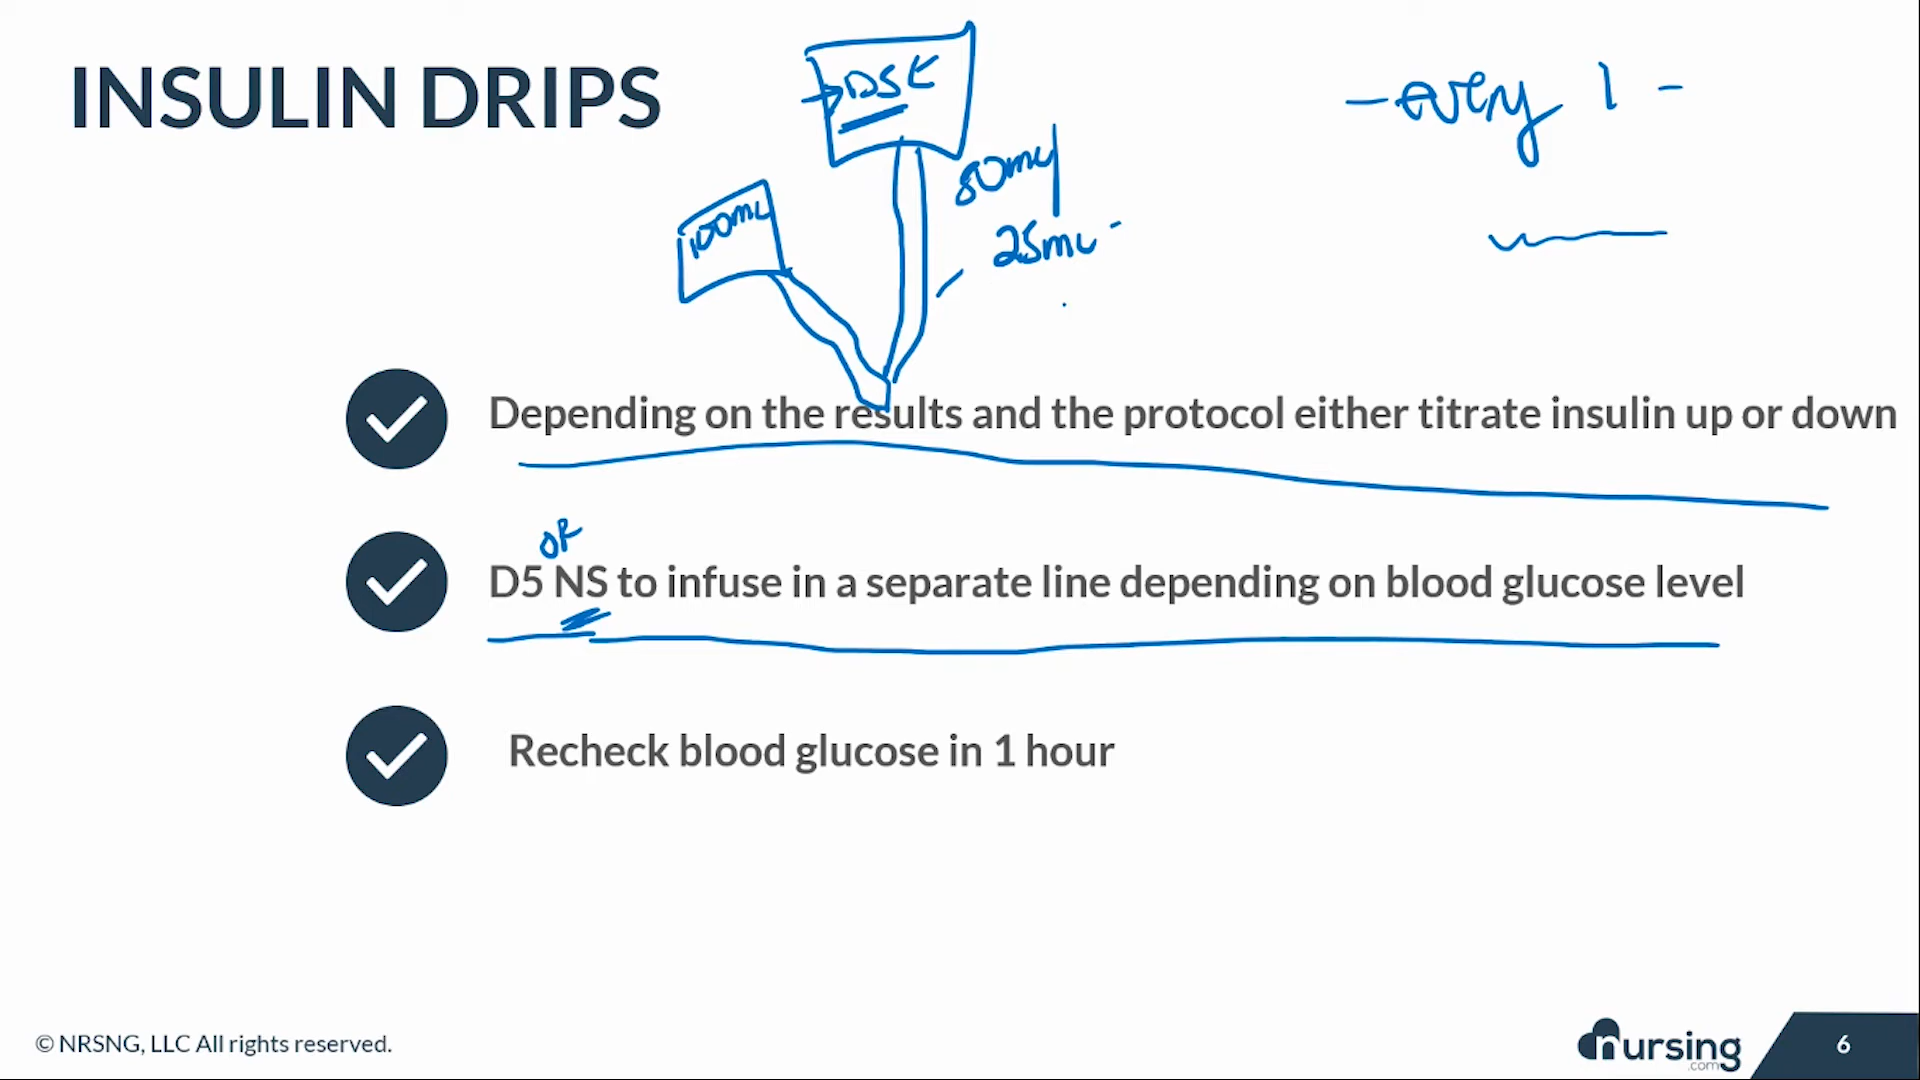 INSULIN DRIPS
D5
100mL
80mL
25mL
- every 1 -
Depending on the results and the protocol either titrate insulin up or down
OR
D5 NS to infuse in a separate line depending on blood glucose level
Recheck blood glucose in 1 hour
© NRSNG, LLC All rights reserved.
nursing
.com
6